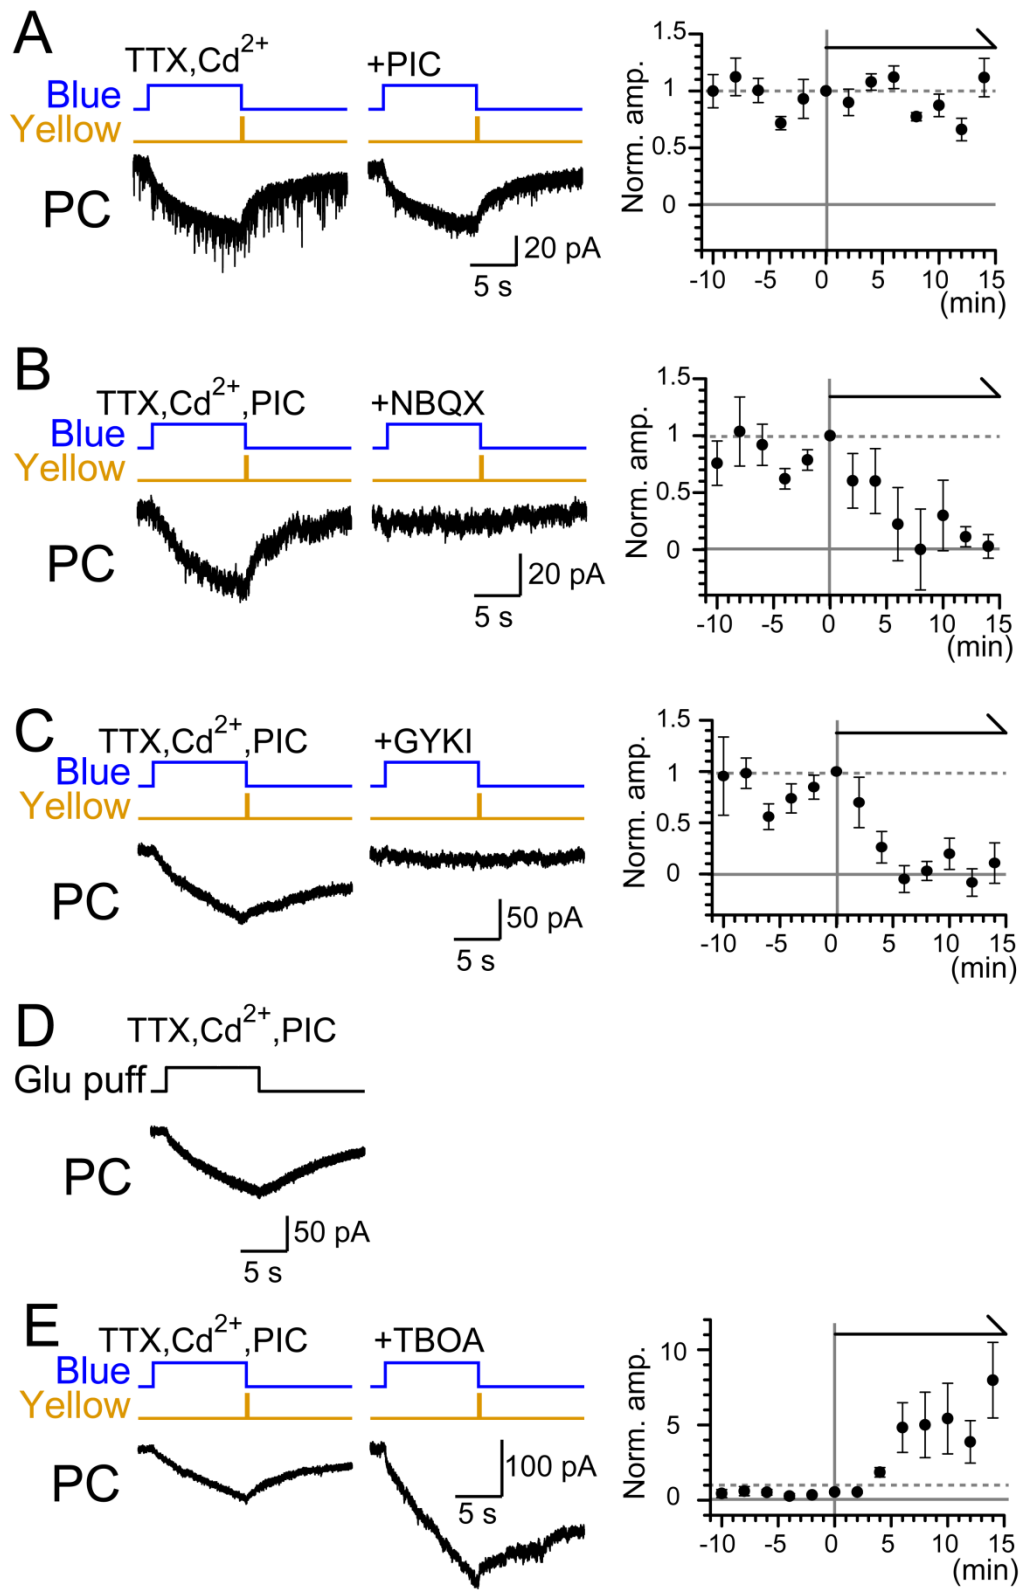 A
TTX,Cd2+
+PIC
Blue
Yellow
PC
20 pA
5 s
Norm. amp.
1.5
1
0.5
0
-10 -5 0 5 10 15
(min)
B
TTX,Cd2+,PIC
+NBQX
Blue
Yellow
PC
20 pA
5 s
Norm. amp.
1.5
1
0.5
0
-10 -5 0 5 10 15
(min)
C
TTX,Cd2+,PIC
+GYKI
Blue
Yellow
PC
50 pA
5 s
Norm. amp.
1.5
1
0.5
0
-10 -5 0 5 10 15
(min)
D
TTX,Cd2+,PIC
Glu puff
PC
50 pA
5 s
E
TTX,Cd2+,PIC
+TBOA
Blue
Yellow
PC
100 pA
5 s
Norm. amp.
10
5
0
-10 -5 0 5 10 15
(min)